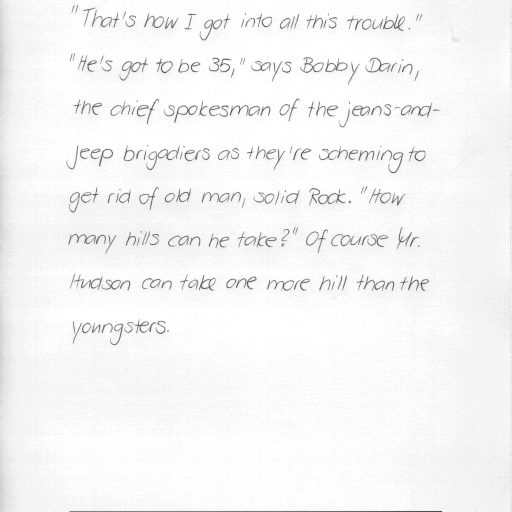 "That's how I got into all this trouble."
"He's got to be 35," says Bobby Darin,
the chief spokesman of the jeans-and-
jeep brigadiers as they're scheming to
get rid of old man, solid Rock. "How
many hills can he take?" Of course Mr.
Hudson can take one more hill than the
youngsters.